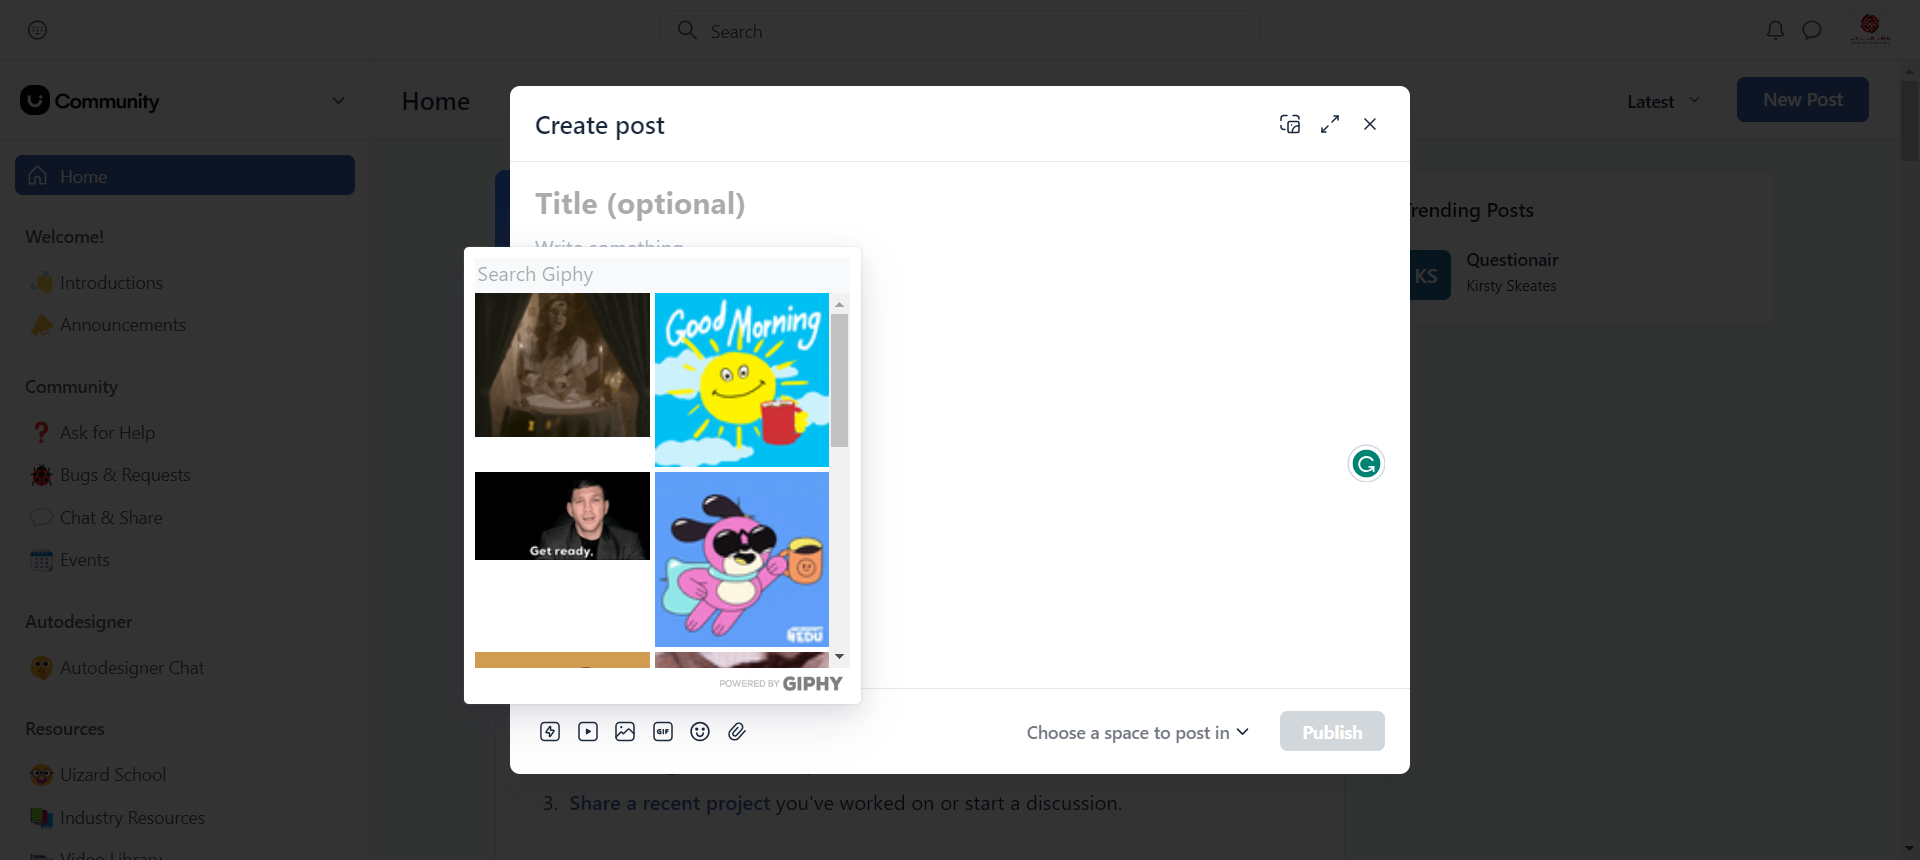 Search
Community
Home
Latest
New Post
Home
Welcome!
Introductions
Announcements
Community
Ask for Help
Bugs & Requests
Chat & Share
Events
Autodesigner
Autodesigner Chat
Resources
Uizard School
Industry Resources
Video Library
Create post
Title (optional)
Write something
Search Giphy
Good Morning
Get ready,
POWERED BY GIPHY
GIF
Choose a space to post in
Publish
Trending Posts
KS
Questionair
Kirsty Skeates
3. Share a recent project you've worked on or start a discussion.